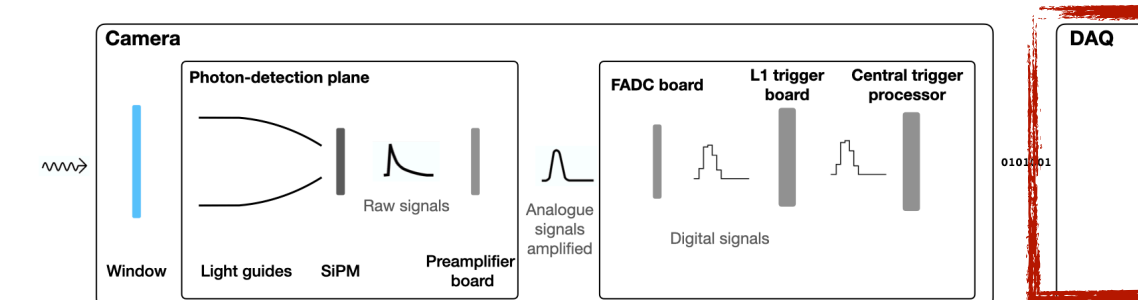 Camera
DAQ
Photon-detection plane
FADC board
L1 trigger
board
Central trigger
processor
0101001
Raw signals
Analogue
signals
amplified
Digital signals
Window
Light guides
SiPM
Preamplifier
board